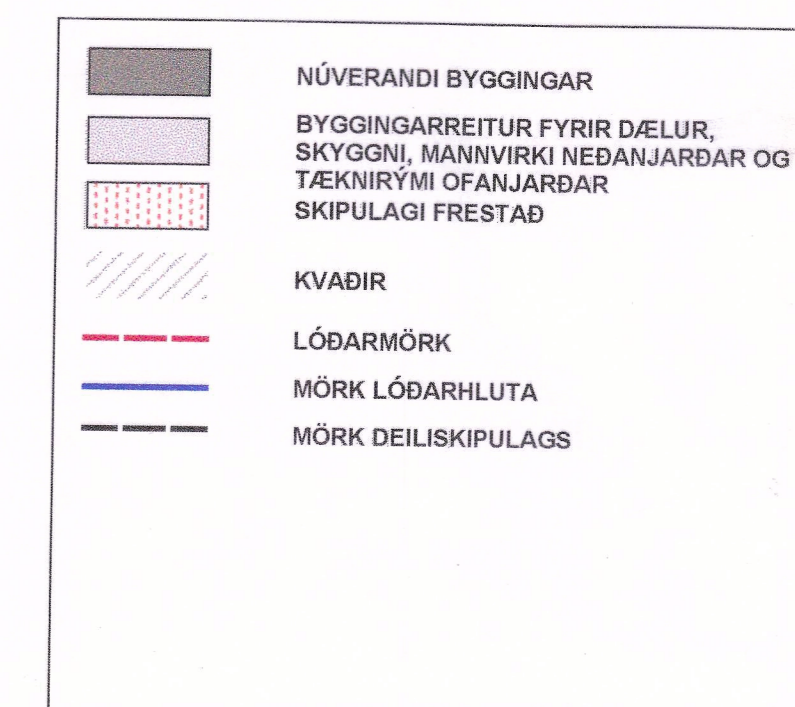 NÚVERANDI BYGGINGAR
BYGGINGARREITUR FYRIR DÆLUR,
SKYGGNI, MANNVIRKI NEÐANJARÐAR OG
TÆKNIRÝMI OFANJARÐAR
SKIPULAGI FRESTAÐ
KVAÐIR
LÓÐARMÖRK
MÖRK LÓÐARHLUTA
MÖRK DEILISKIPULAGS